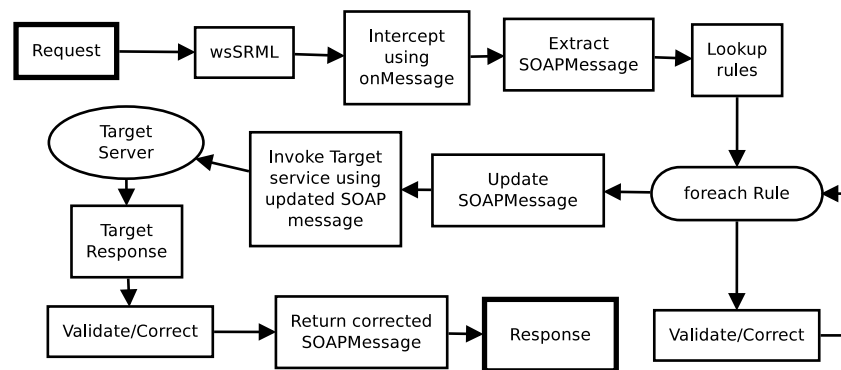 Request
wsSRML
Intercept
using
onMessage
Extract
SOAPMessage
Lookup
rules
Target
Server
Invoke Target
service using
updated SOAP
message
Update
SOAPMessage
foreach Rule
Target
Response
Validate/Correct
Return corrected
SOAPMessage
Response
Validate/Correct